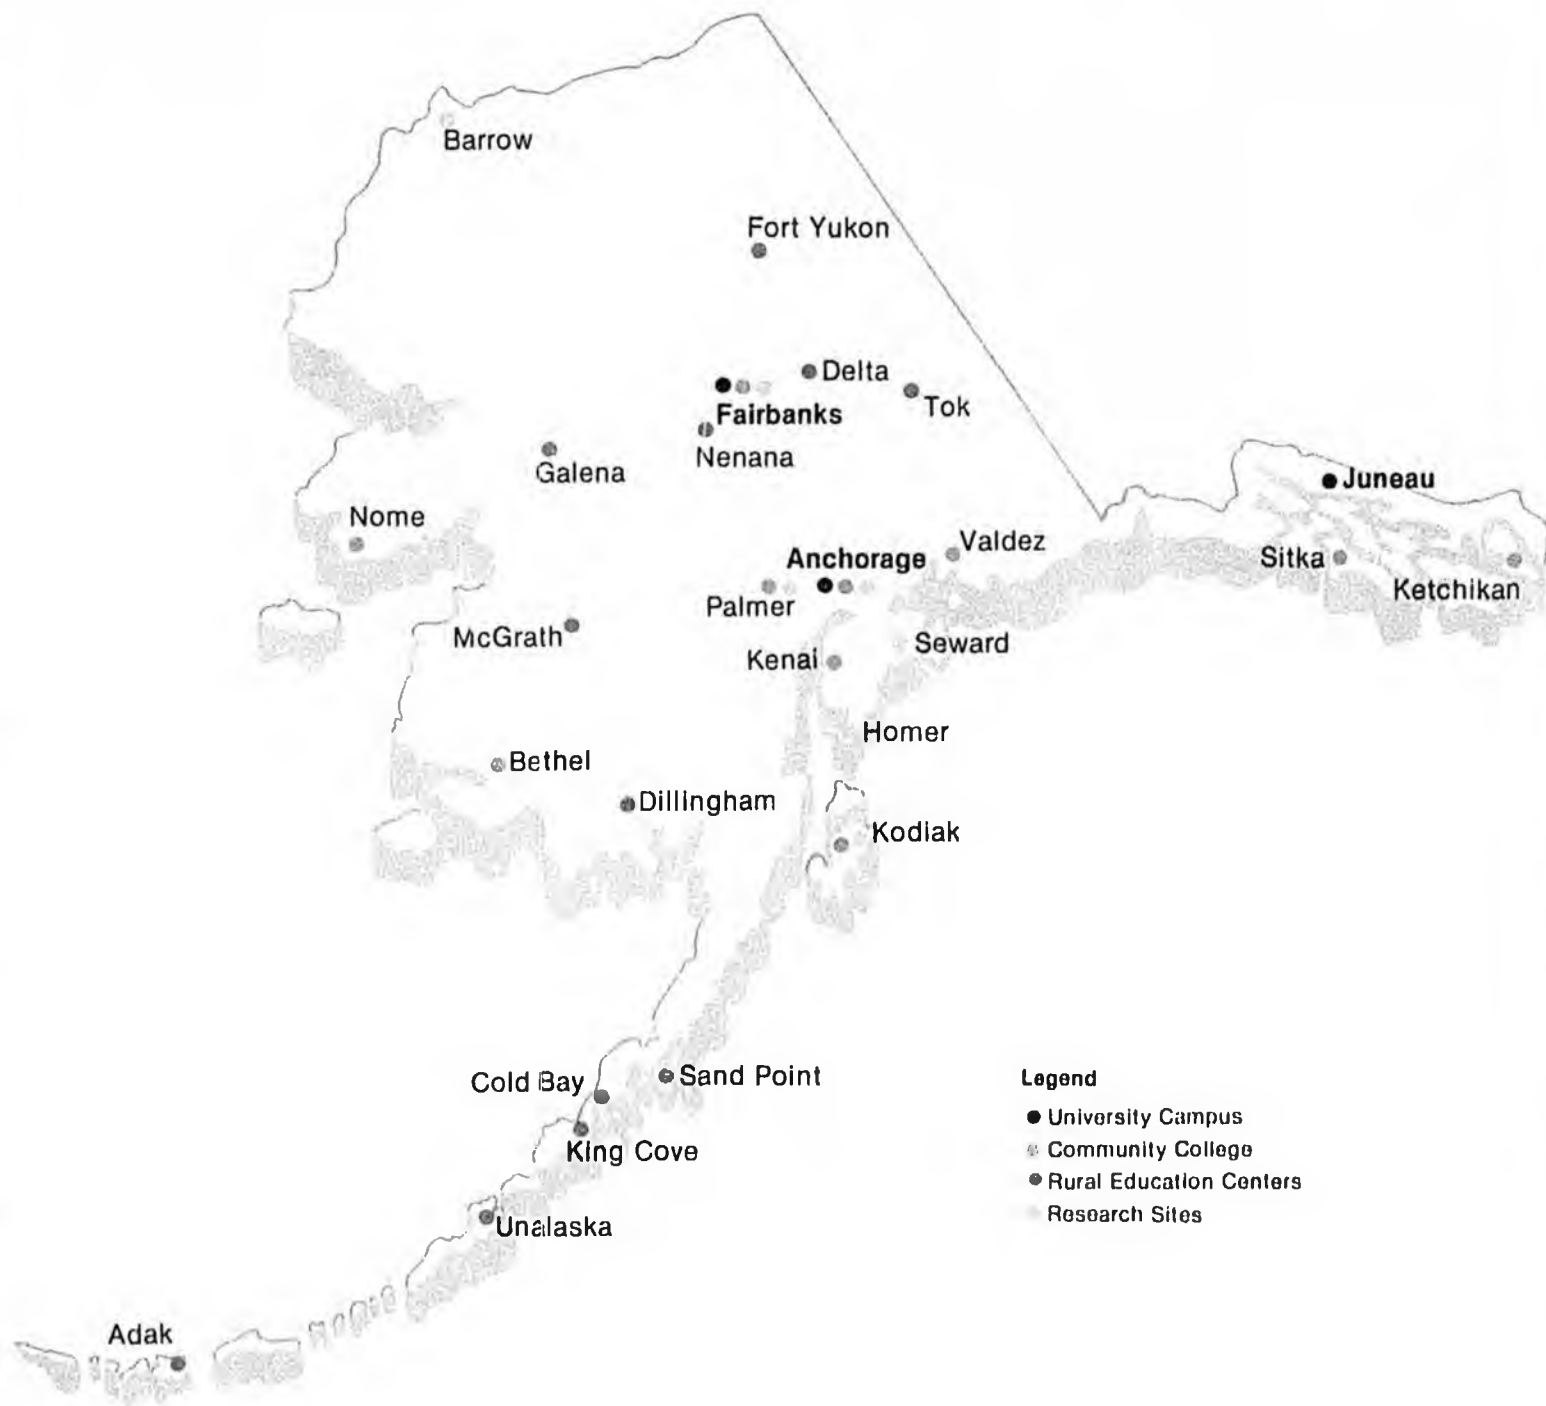 Barrow
Fort Yukon
Delta
Tok
Fairbanks
Nenana
Galena
Juneau
Nome
Valdez
Anchorage
Sitka
Ketchikan
Palmer
McGrath
Seward
Kenai
Homer
Bethel
Dillingham
Kodiak
Cold Bay
Sand Point
King Cove
Unalaska
Adak
Legend
University Campus
Community College
Rural Education Centers
Research Sites